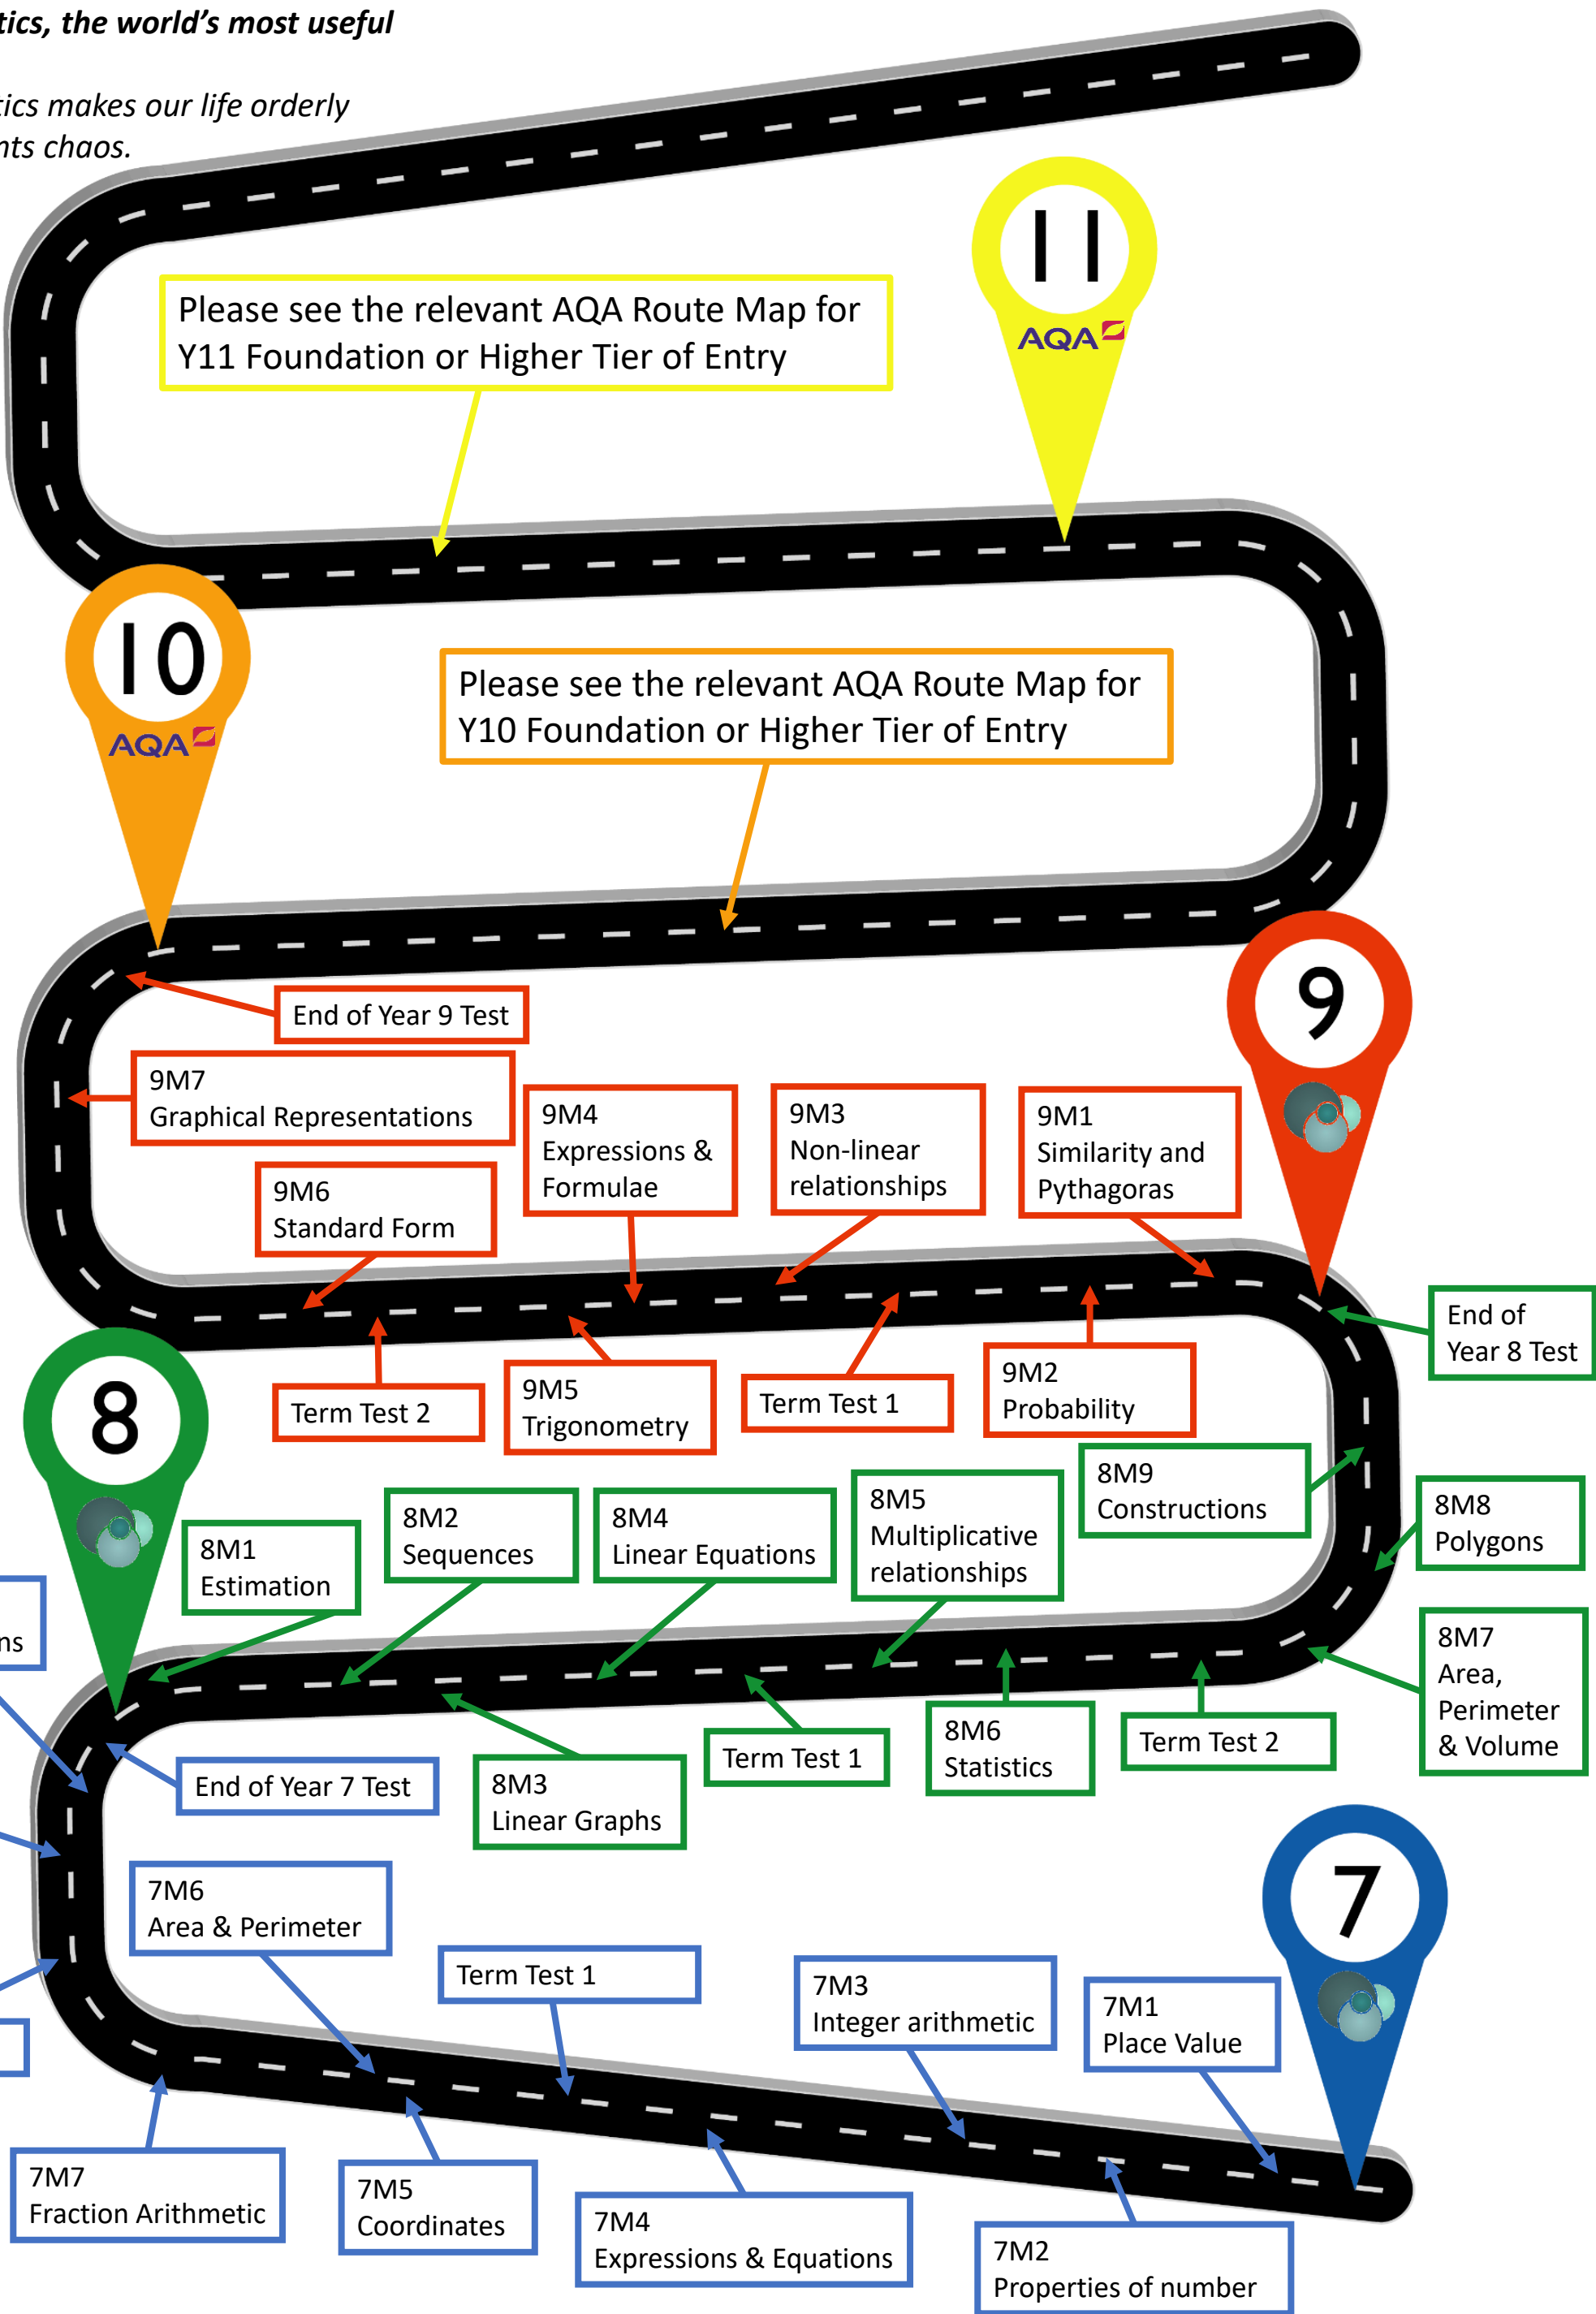 tics, the world’s most useful
tics makes our life orderly
nts chaos.
11
AQA
Please see the relevant AQA Route Map for
Y11 Foundation or Higher Tier of Entry
10
AQA
Please see the relevant AQA Route Map for
Y10 Foundation or Higher Tier of Entry
9
End of Year 9 Test
9M7
Graphical Representations
9M6
Standard Form
9M4
Expressions &
Formulae
9M3
Non-linear
relationships
9M1
Similarity and
Pythagoras
End of
Year 8 Test
Term Test 2
9M5
Trigonometry
Term Test 1
9M2
Probability
8
8M1
Estimation
8M2
Sequences
8M4
Linear Equations
8M5
Multiplicative
relationships
8M9
Constructions
8M8
Polygons
ns
8M7
Area,
Perimeter
& Volume
End of Year 7 Test
8M3
Linear Graphs
Term Test 1
8M6
Statistics
Term Test 2
7
7M6
Area & Perimeter
Term Test 1
7M3
Integer arithmetic
7M1
Place Value
7M7
Fraction Arithmetic
7M5
Coordinates
7M4
Expressions & Equations
7M2
Properties of number